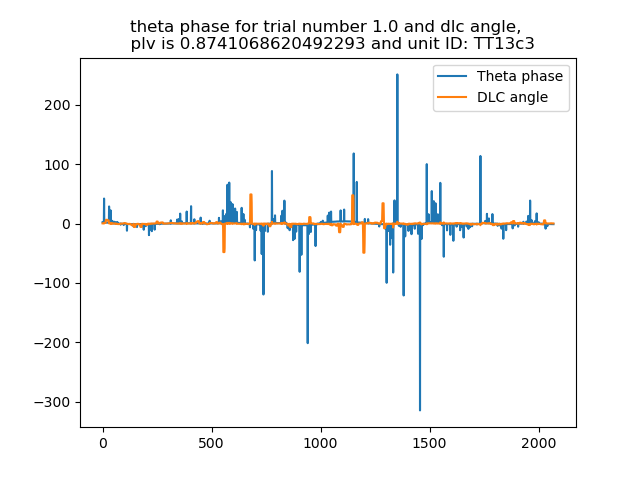 theta phase for trial number 1.0 and dlc angle,
plv is 0.8741068620492293 and unit ID: TT13c3
Theta phase
DLC angle
200
100
0
−100
−200
−300
0 500 1000 1500 2000